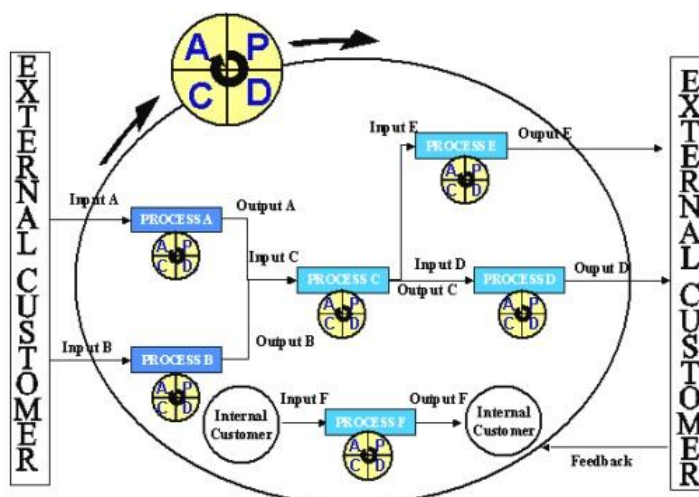 EXTERNAL CUSTOMER
A P
C D
Input A
PROCESS A
A P
C D
Output A
Input B
PROCESS B
A P
C D
Output B
Input C
PROCESS C
A P
C D
Output C
Input E
PROCESS E
A P
C D
Ouput E
Input D
PROCESS D
A P
C D
Ouput D
Internal
Customer
Input F
PROCESS F
A P
C D
Output F
Internal
Customer
Feedback
EXTERNAL CUSTOMER